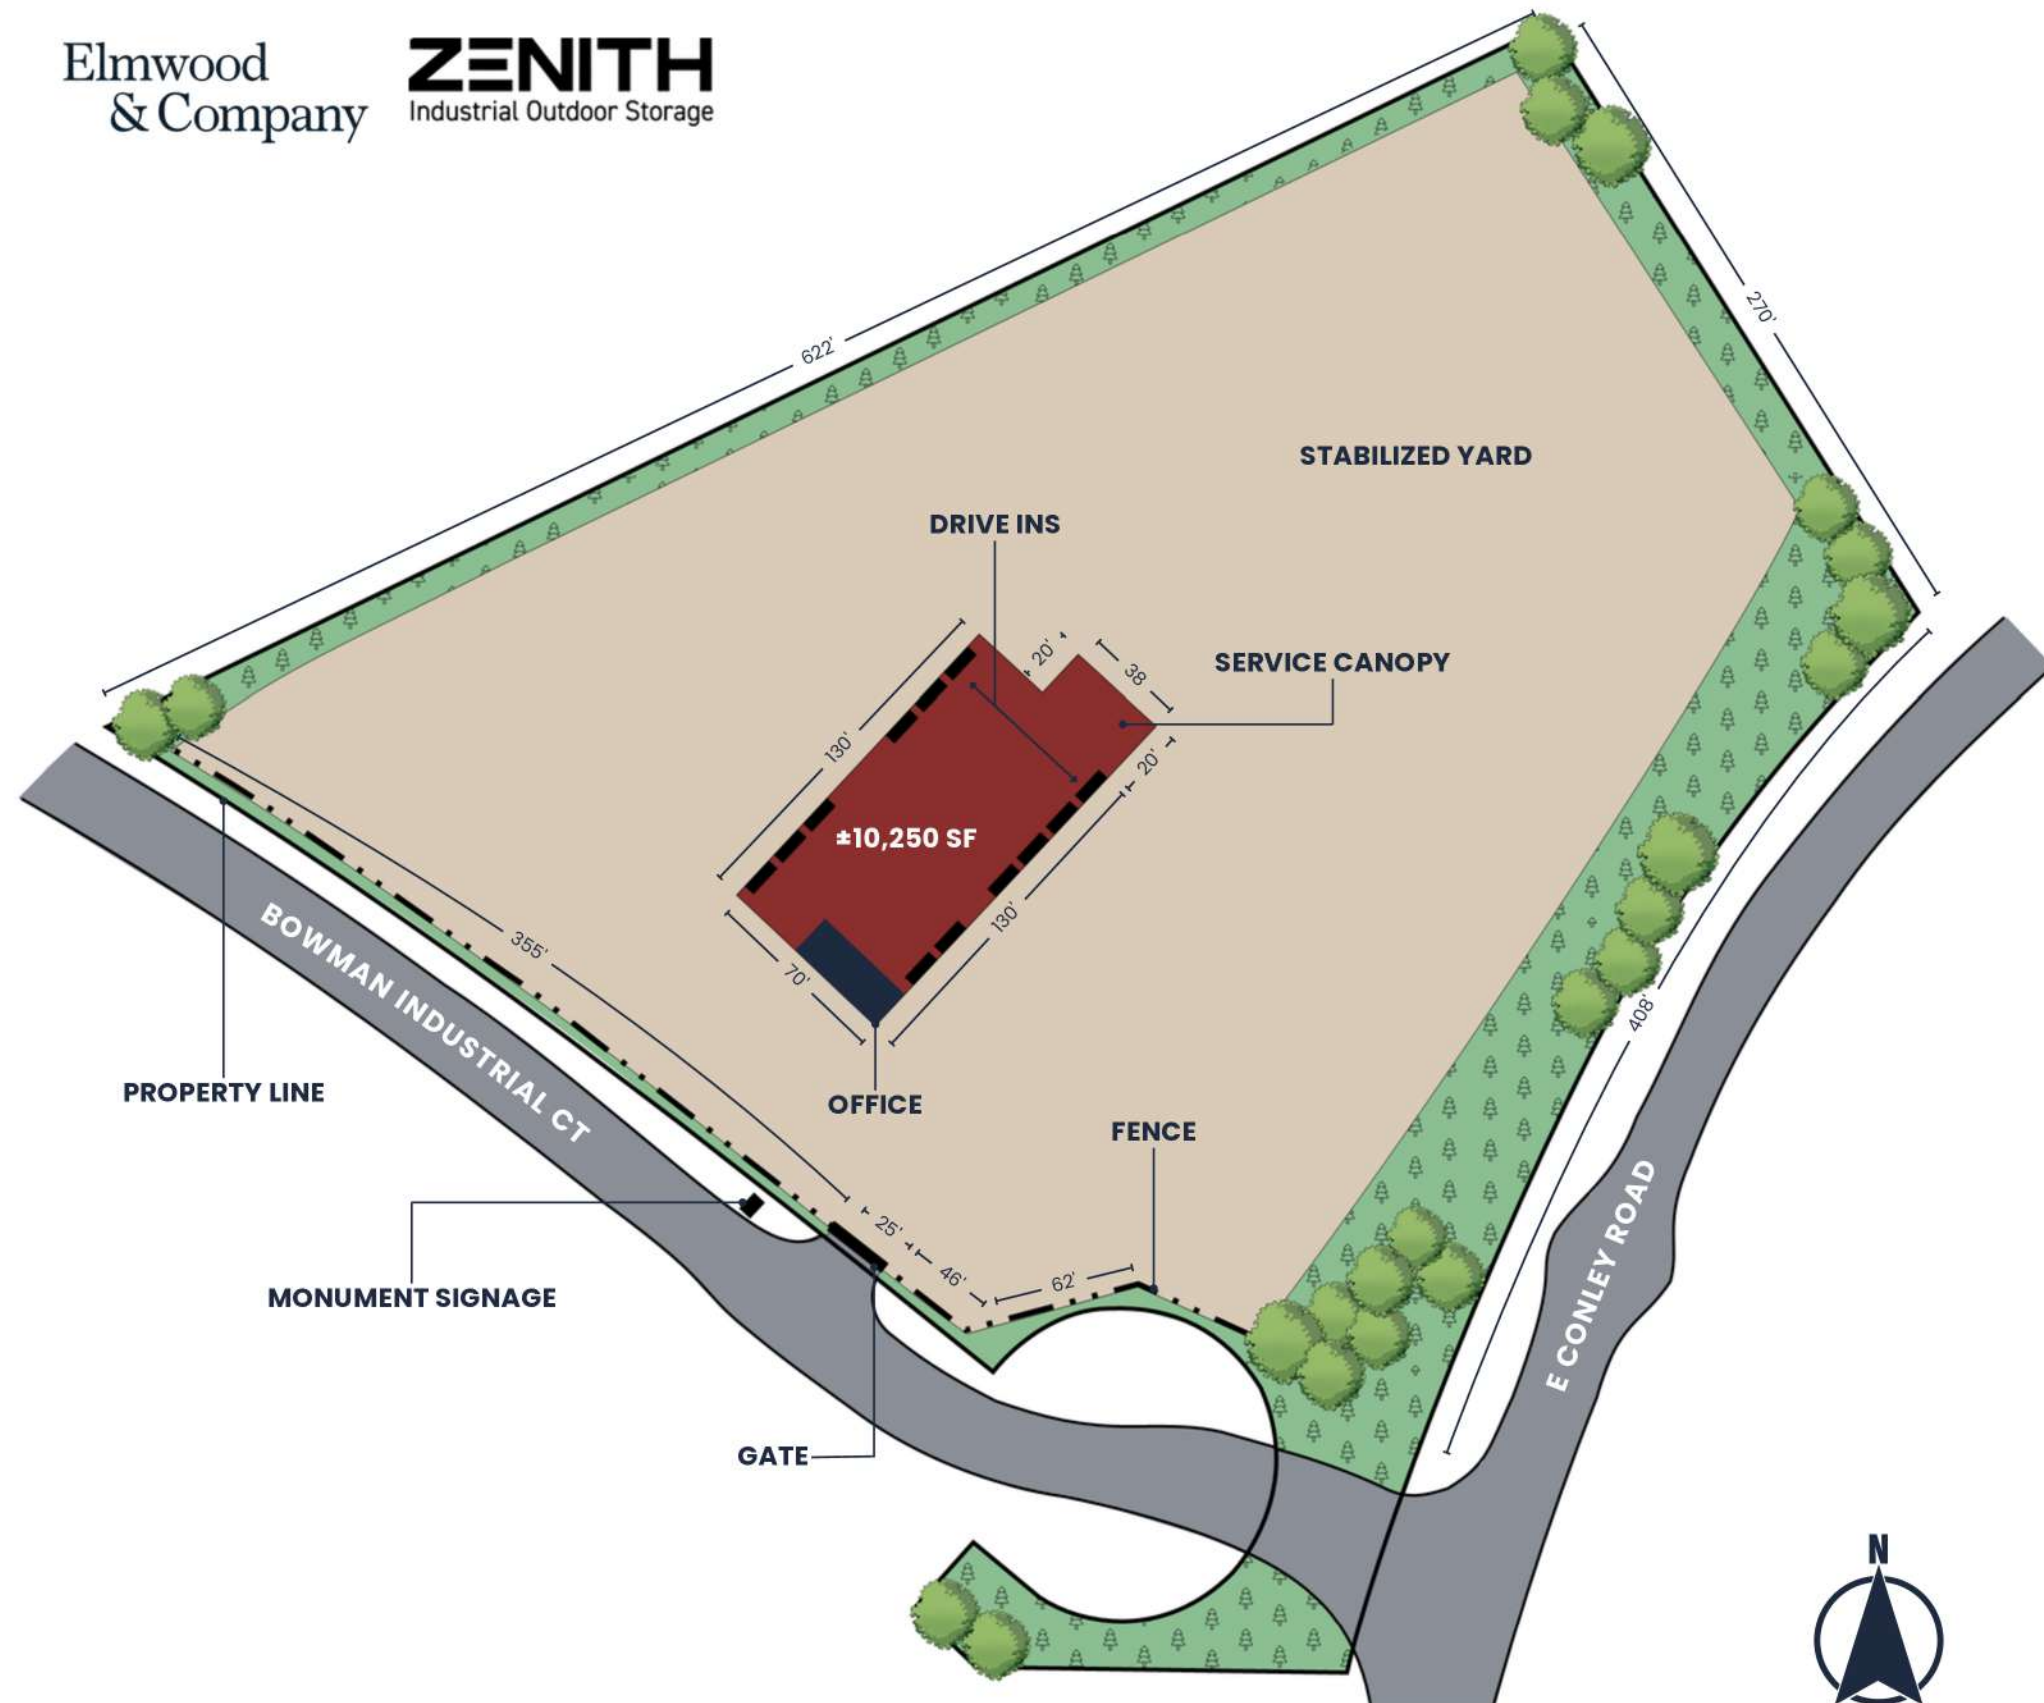 Elmwood
& Company
ZENITH
Industrial Outdoor Storage
622'
270'
STABILIZED YARD
DRIVE INS
20'
38
SERVICE CANOPY
130'
20'
±10,250 SF
130'
70'
355'
BOWMAN INDUSTRIAL CT
408'
PROPERTY LINE
OFFICE
FENCE
25'
46'
62'
MONUMENT SIGNAGE
E CONLEY ROAD
GATE
N